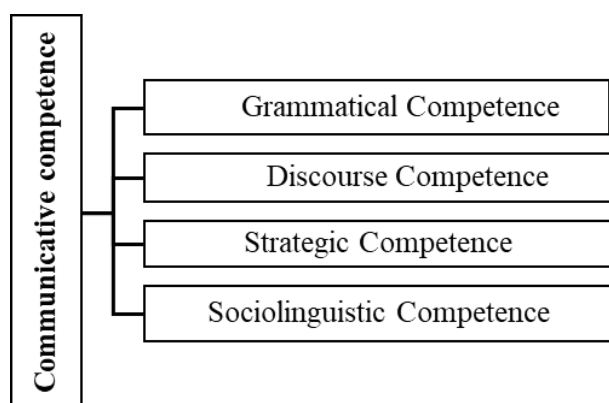 Communicative competence
Grammatical Competence
Discourse Competence
Strategic Competence
Sociolinguistic Competence